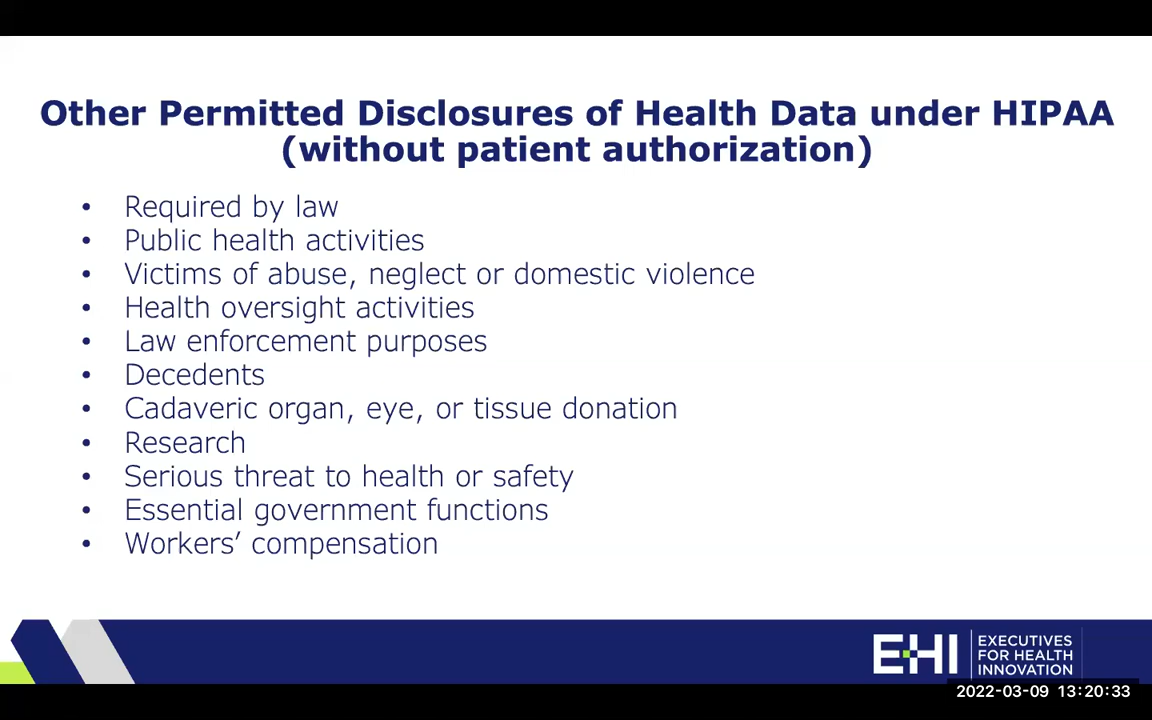 Other Permitted Disclosures of Health Data under HIPAA
(without patient authorization)
• Required by law
• Public health activities
• Victims of abuse, neglect or domestic violence
• Health oversight activities
• Law enforcement purposes
• Decedents
• Cadaveric organ, eye, or tissue donation
• Research
• Serious threat to health or safety
• Essential government functions
• Workers’ compensation
EHI
EXECUTIVES
FOR HEALTH
INNOVATION
2022-03-09 13:20:33